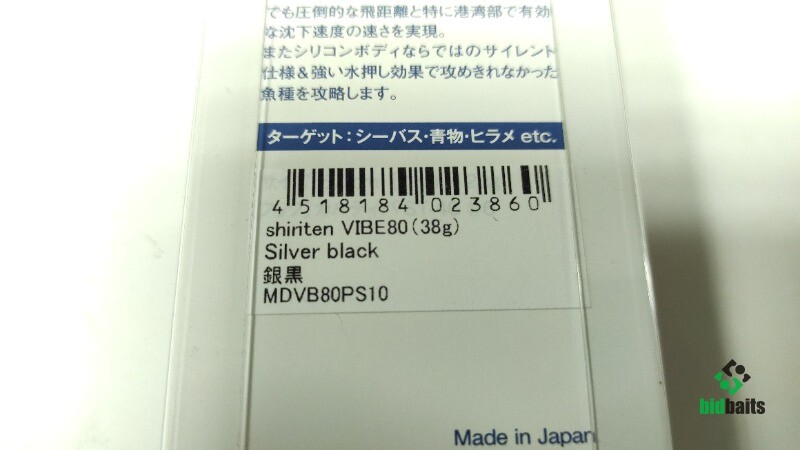 でも圧倒的な飛距離と特に港湾部で有効
な沈下速度の速さを実現。
またシリコンボディならではのサイレント
仕様&強い水押し効果で攻めきれなかった
魚種を攻略します。
ターゲット:シーバス・青物・ヒラメ etc.
4 518184 023860
shiriten VIBE80(38g)
Silver black
銀黒
MDVB80PS10
Made in Japan
bidbaits